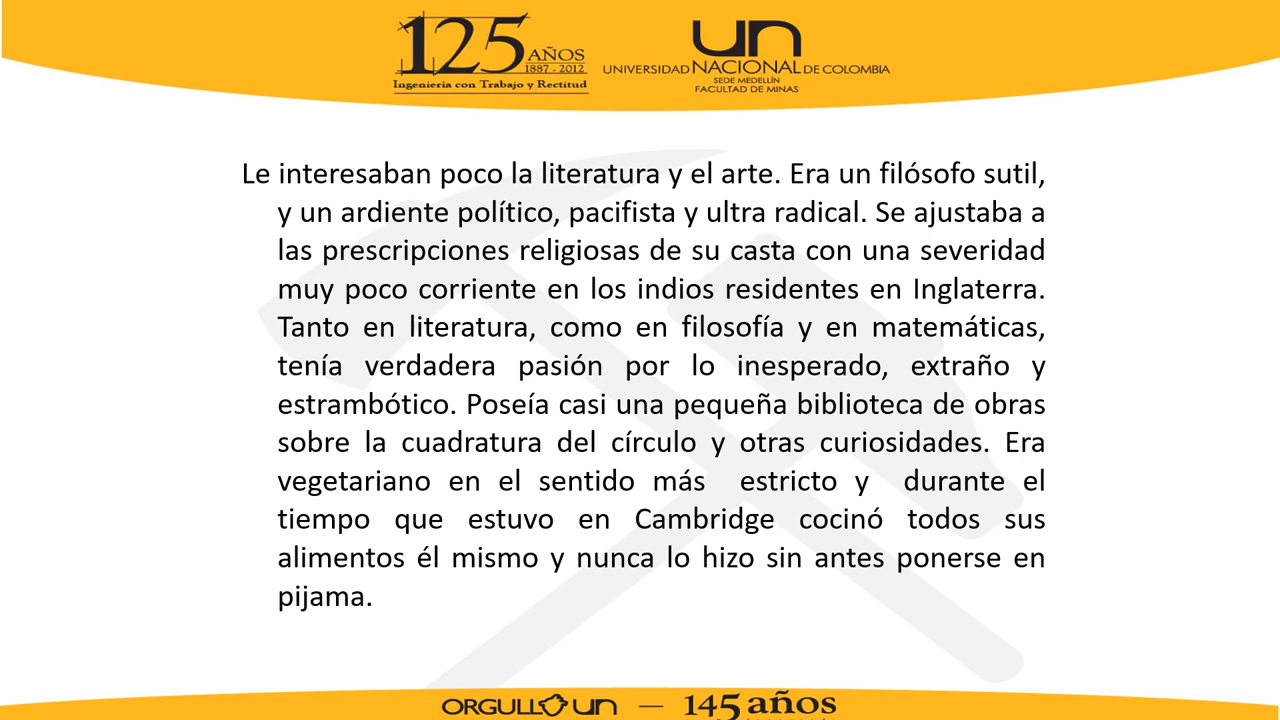 125 AÑOS
1887 - 2012
Ingeniería con Trabajo y Rectitud
un
UNIVERSIDAD NACIONAL DE COLOMBIA
SEDE MEDELLÍN
FACULTAD DE MINAS
Le interesaban poco la literatura y el arte. Era un filósofo sutil,
y un ardiente político, pacifista y ultra radical. Se ajustaba a
las prescripciones religiosas de su casta con una severidad
muy poco corriente en los indios residentes en Inglaterra.
Tanto en literatura, como en filosofía y en matemáticas,
tenía verdadera pasión por lo inesperado, extraño y
estrambótico. Poseía casi una pequeña biblioteca de obras
sobre la cuadratura del círculo y otras curiosidades. Era
vegetariano en el sentido más estricto y durante el
tiempo que estuvo en Cambridge cocinó todos sus
alimentos él mismo y nunca lo hizo sin antes ponerse en
pijama.
ORGULLO un — 145 años